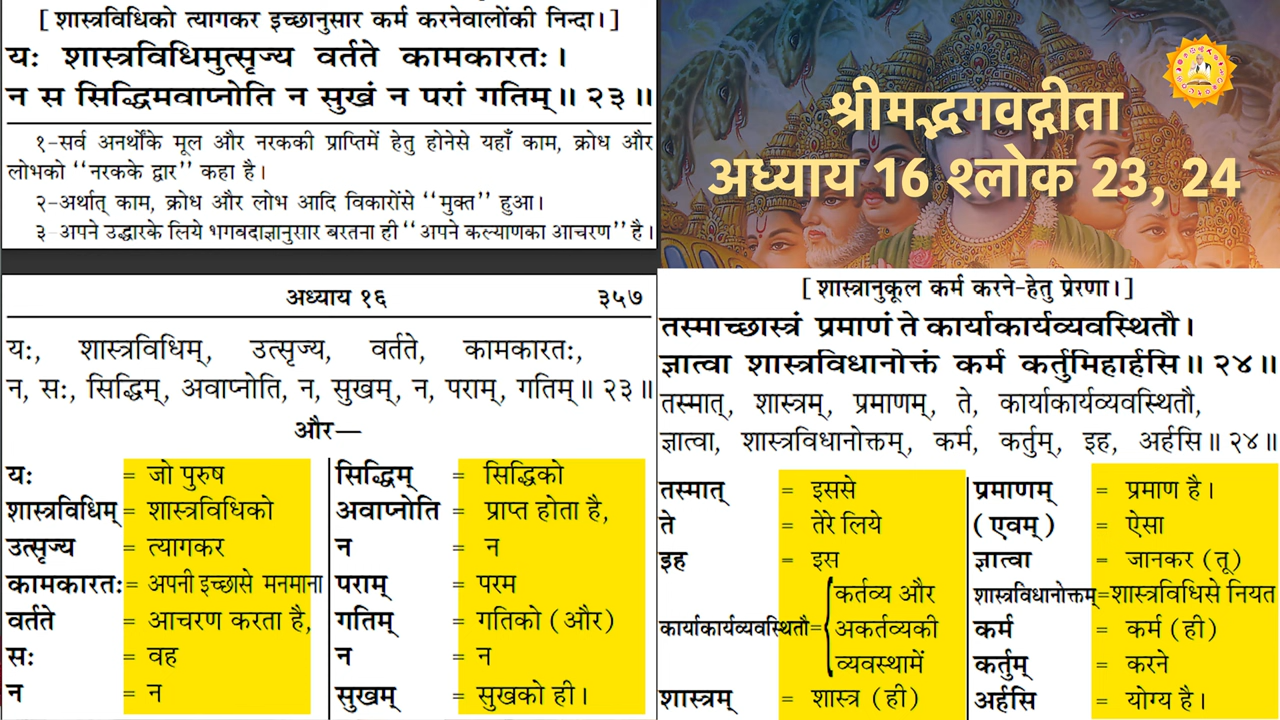 [ शास्त्रविधिको त्यागकर इच्छानुसार कर्म करनेवालोंकी निन्दा। ]
यः शास्त्रविधिमुत्सृज्य वर्तते कामकारतः।
न स सिद्धिमवाप्नोति न सुखं न परां गतिम्॥ २३॥
१-सर्व अनर्थोंके मूल और नरककी प्राप्तिमें हेतु होनेसे यहाँ काम, क्रोध और
लोभको ‘‘नरकके द्वार’’ कहा है।
२-अर्थात् काम, क्रोध और लोभ आदि विकारोंसे ‘‘मुक्त’’ हुआ।
३-अपने उद्धारके लिये भगवदाज्ञानुसार बरतना ही ‘‘अपने कल्याणका आचरण’’ है।
अध्याय १६ ३५७
यः, शास्त्रविधिम्, उत्सृज्य, वर्तते, कामकारतः,
न, सः, सिद्धिम्, अवाप्नोति, न, सुखम्, न, पराम्, गतिम्॥ २३॥
और—
यः = जो पुरुष
शास्त्रविधिम् = शास्त्रविधिको
उत्सृज्य = त्यागकर
कामकारतः = अपनी इच्छासे मनमाना
वर्तते = आचरण करता है,
सः = वह
न = न
सिद्धिम् = सिद्धिको
अवाप्नोति = प्राप्त होता है,
न = न
पराम् = परम
गतिम् = गतिको (और)
न = न
सुखम् = सुखको ही।
श्रीमद्भगवद्गीता
अध्याय 16 श्लोक 23, 24
[ शास्त्रानुकूल कर्म करने-हेतु प्रेरणा। ]
तस्माच्छास्त्रं प्रमाणं ते कार्याकार्यव्यवस्थितौ।
ज्ञात्वा शास्त्रविधानोक्तं कर्म कर्तुमिहार्हसि॥ २४॥
तस्मात्, शास्त्रम्, प्रमाणम्, ते, कार्याकार्यव्यवस्थितौ,
ज्ञात्वा, शास्त्रविधानोक्तम्, कर्म, कर्तुम्, इह, अर्हसि॥ २४॥
तस्मात् = इससे
ते = तेरे लिये
इह = इस
कार्याकार्यव्यवस्थितौ = कर्तव्य और
अकर्तव्यकी
व्यवस्थामें
शास्त्रम् = शास्त्र (ही)
प्रमाणम् = प्रमाण है।
(एवम्) = ऐसा
ज्ञात्वा = जानकर (तू)
शास्त्रविधानोक्तम् = शास्त्रविधिसे नियत
कर्म = कर्म (ही)
कर्तुम् = करने
अर्हसि = योग्य है।